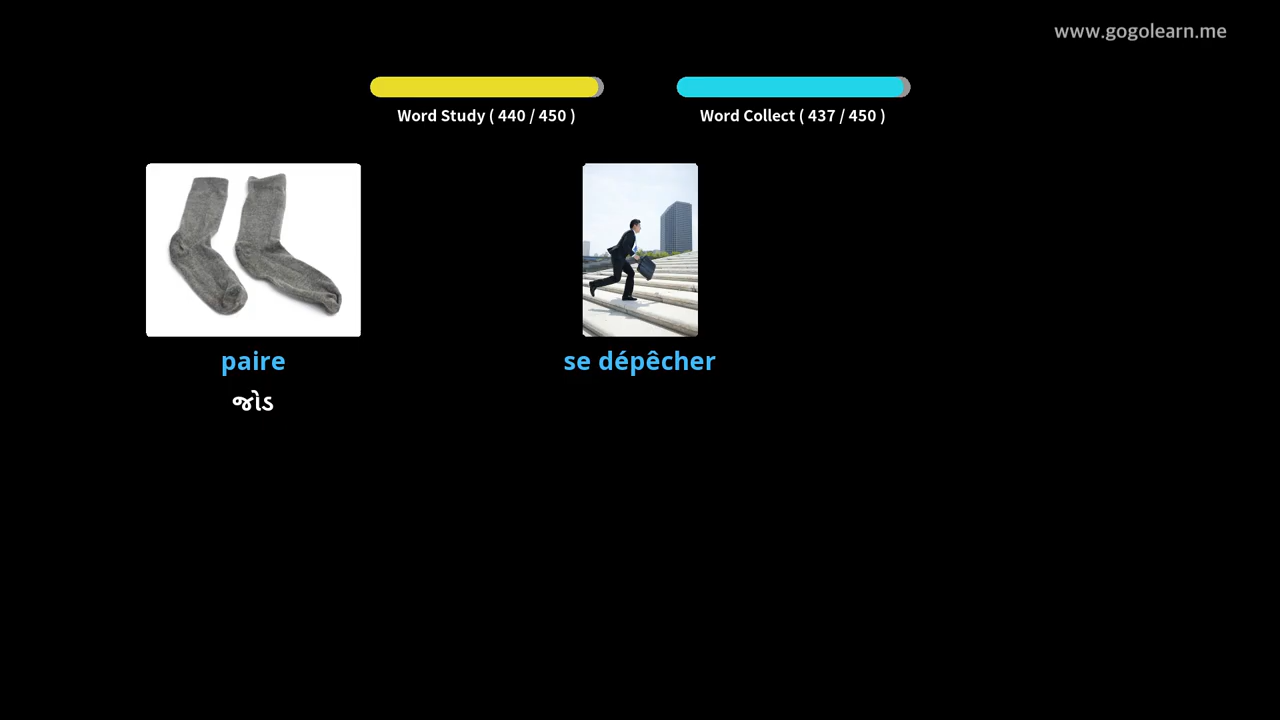 www.gogolearn.me
Word Study ( 440 / 450 )
Word Collect ( 437 / 450 )
paire
se dépêcher
જોડ